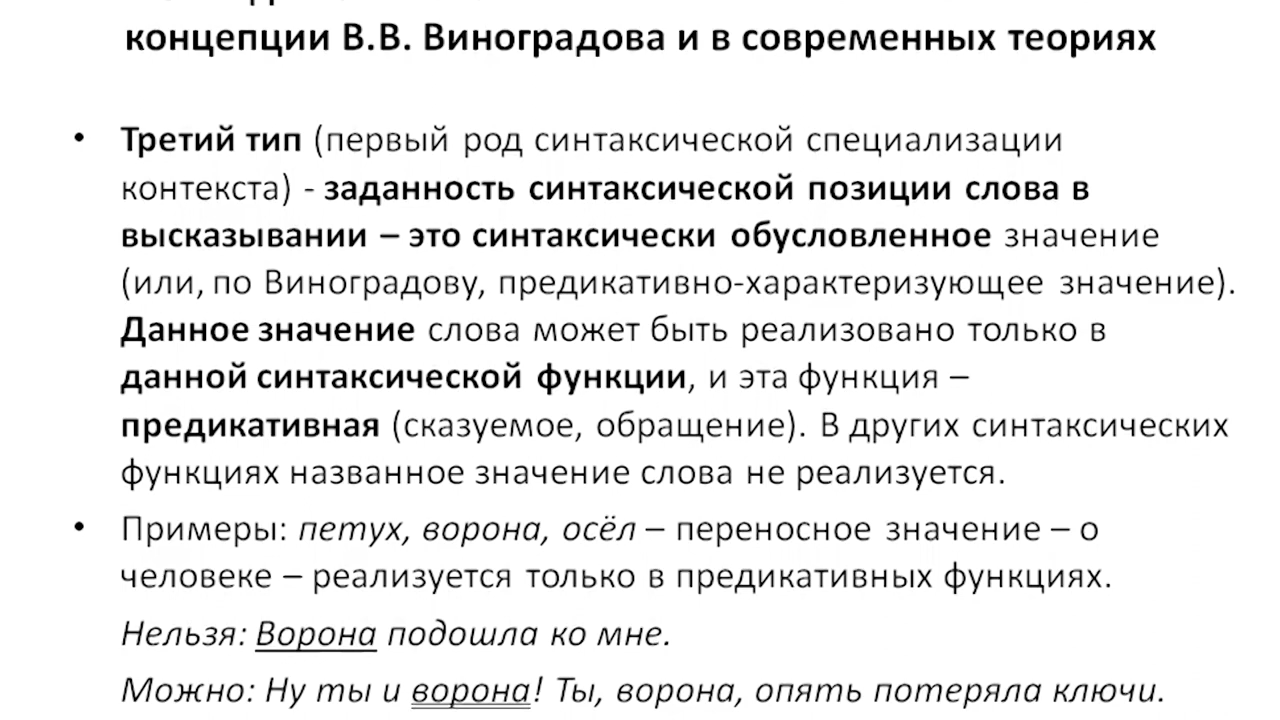 концепции В.В. Виноградова и в современных теориях
• Третий тип (первый род синтаксической специализации
контекста) - заданность синтаксической позиции слова в
высказывании – это синтаксически обусловленное значение
(или, по Виноградову, предикативно-характеризующее значение).
Данное значение слова может быть реализовано только в
данной синтаксической функции, и эта функция –
предикативная (сказуемое, обращение). В других синтаксических
функциях названное значение слова не реализуется.
• Примеры: петух, ворона, осёл – переносное значение – о
человеке – реализуется только в предикативных функциях.
Нельзя: Ворона подошла ко мне.
Можно: Ну ты и ворона! Ты, ворона, опять потеряла ключи.